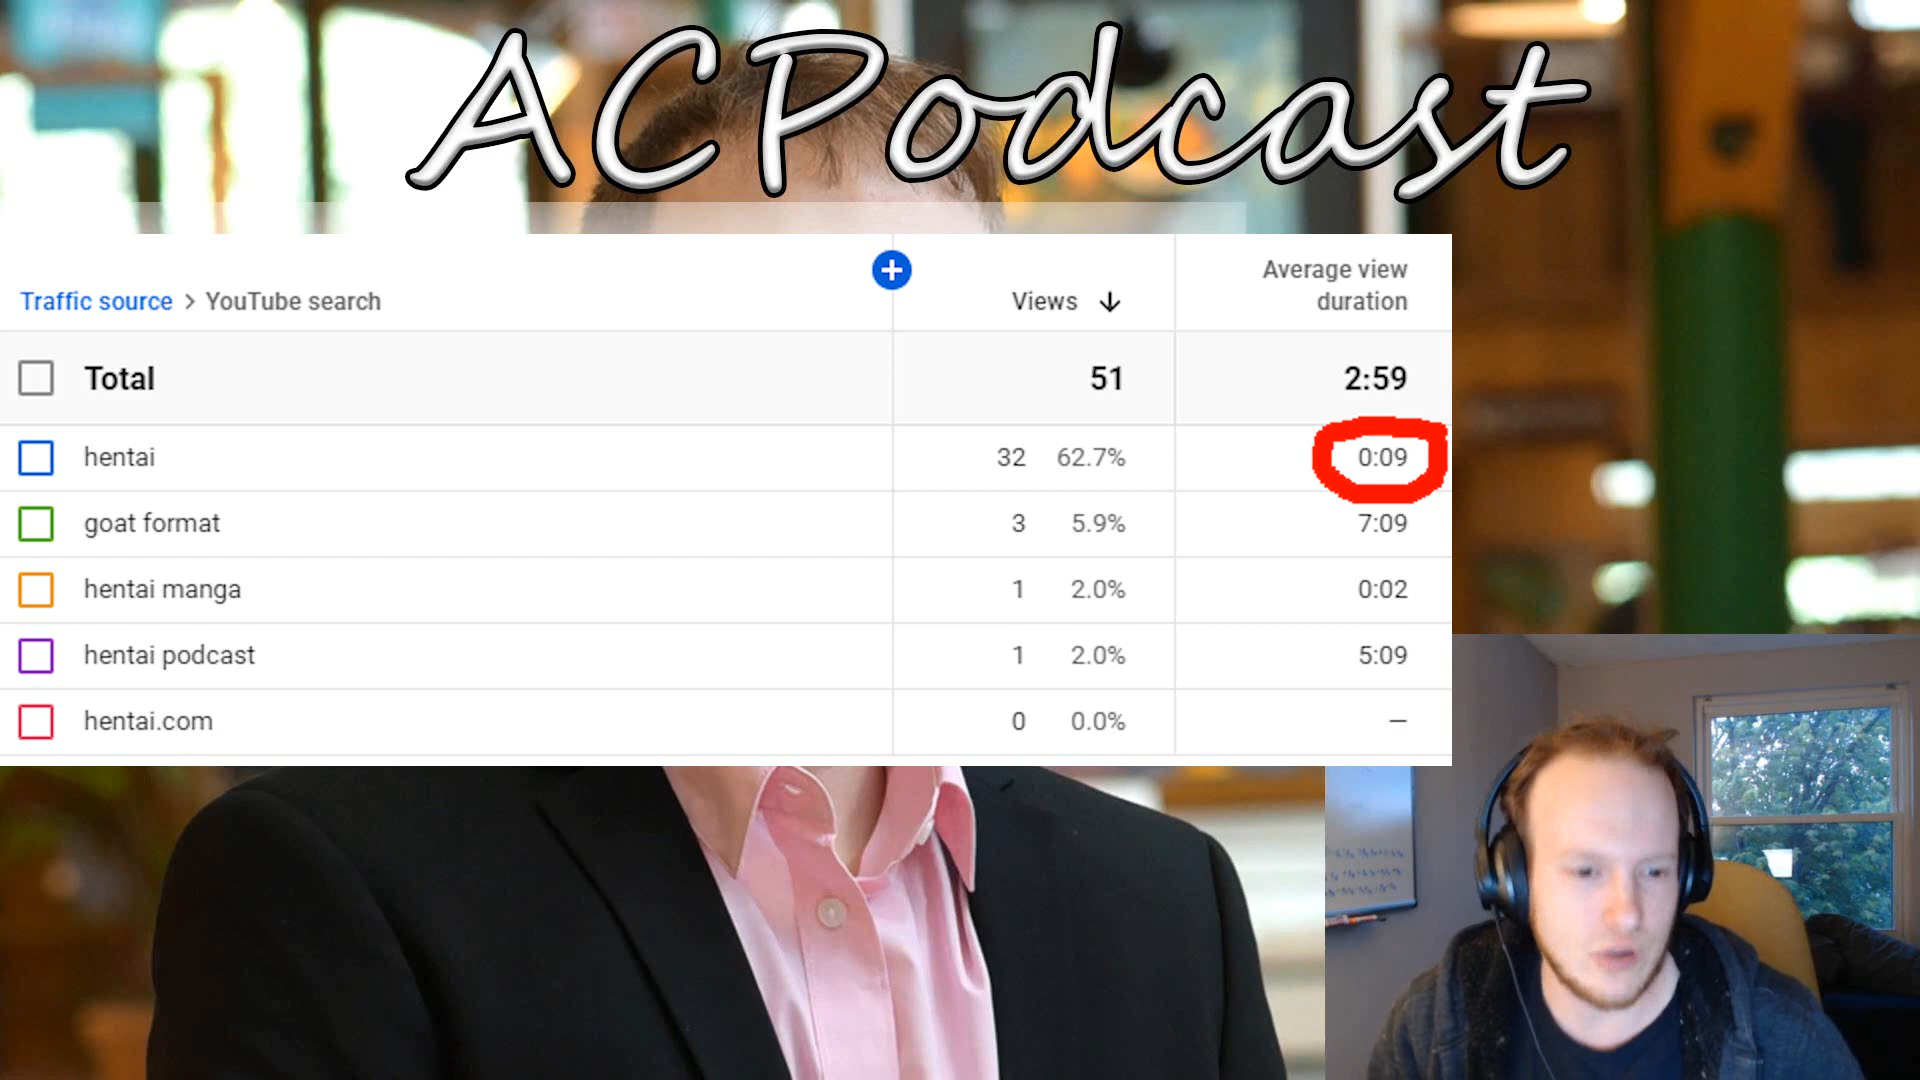 ACPodcast
Average view
duration
Traffic source > YouTube search
Views ↓
Total 51 2:59
hentai 32 62.7% 0:09
goat format 3 5.9% 7:09
hentai manga 1 2.0% 0:02
hentai podcast 1 2.0% 5:09
hentai.com 0 0.0% —